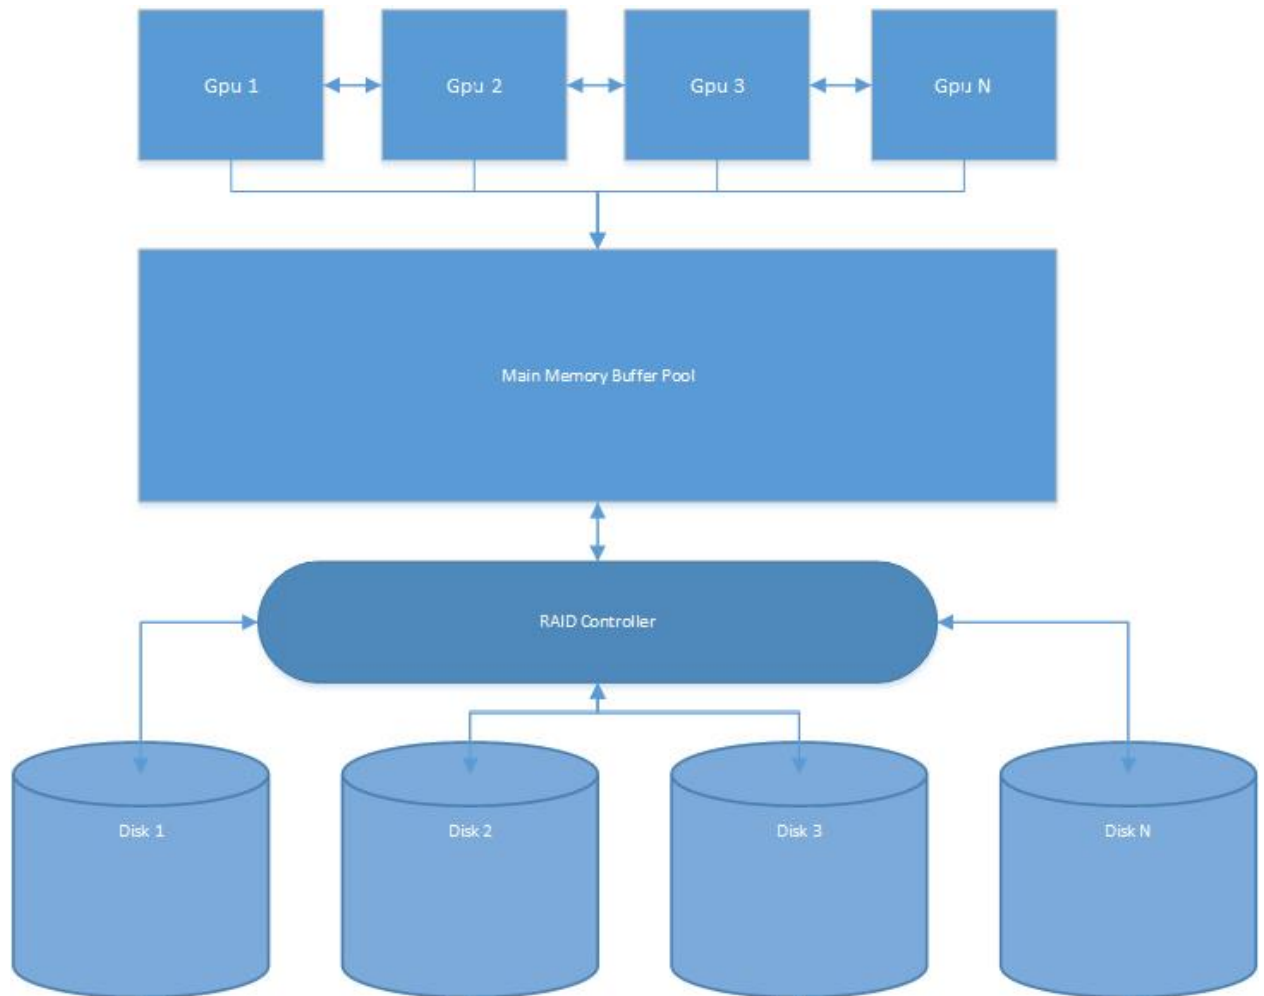 Gpu 1
Gpu 2
Gpu 3
Gpu N
Main Memory Buffer Pool
RAID Controller
Disk 1
Disk 2
Disk 3
Disk N